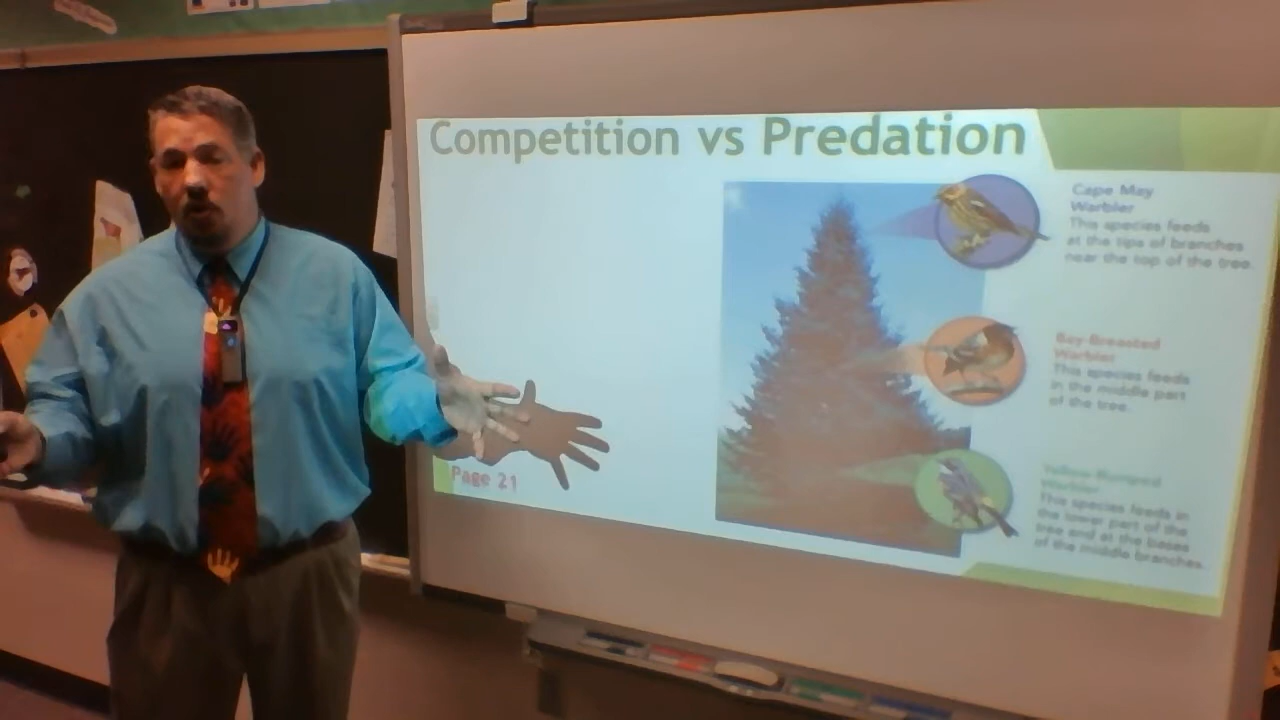 Competition vs Predation
Cape May
Warbler
This species feeds
at the tips of branches
near the top of the tree.
Bay-Breasted
Warbler
This species feeds
in the middle part
of the tree.
Yellow-Rumped
Warbler
This species feeds in
the lower part of the
tree and at the bases
of the middle branches.
Page 21